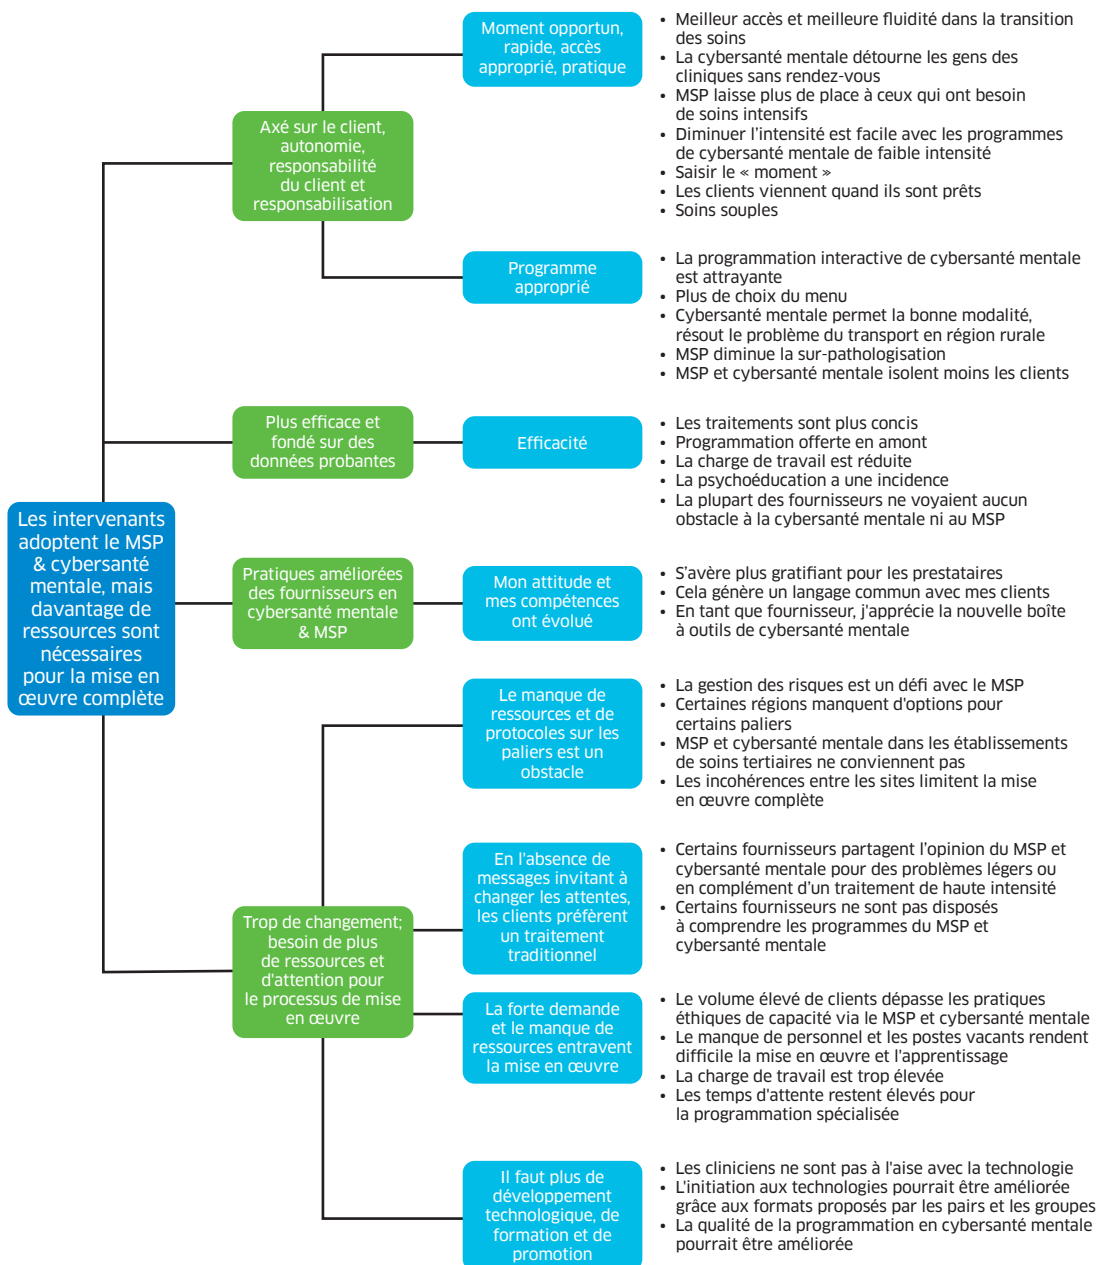 Moment opportun,
rapide, accès
approprié, pratique
• Meilleur accès et meilleure fluidité dans la transition
des soins
• La cybersanté mentale détourne les gens des
cliniques sans rendez-vous
• MSP laisse plus de place à ceux qui ont besoin
de soins intensifs
• Diminuer l'intensité est facile avec les programmes
de cybersanté mentale de faible intensité
• Saisir le « moment »
• Les clients viennent quand ils sont prêts
• Soins souples
Axé sur le client,
autonomie,
responsabilité
du client et
responsabilisation
Programme
approprié
• La programmation interactive de cybersanté mentale
est attrayante
• Plus de choix du menu
• Cybersanté mentale permet la bonne modalité,
résout le problème du transport en région rurale
• MSP diminue la sur-pathologisation
• MSP et cybersanté mentale isolent moins les clients
Plus efficace et
fondé sur des
données probantes
Efficacité
• Les traitements sont plus concis
• Programmation offerte en amont
• La charge de travail est réduite
• La psychoéducation a une incidence
• La plupart des fournisseurs ne voyaient aucun
obstacle à la cybersanté mentale ni au MSP
Les intervenants
adoptent le MSP
& cybersanté
mentale, mais
davantage de
ressources sont
nécessaires
pour la mise en
œuvre complète
Pratiques améliorées
des fournisseurs en
cybersanté mentale
& MSP
Mon attitude et
mes compétences
ont évolué
• S'avère plus gratifiant pour les prestataires
• Cela génère un langage commun avec mes clients
• En tant que fournisseur, j'apprécie la nouvelle boîte
à outils de cybersanté mentale
Le manque de
ressources et de
protocoles sur les
paliers est un
obstacle
• La gestion des risques est un défi avec le MSP
• Certaines régions manquent d'options pour
certains paliers
• MSP et cybersanté mentale dans les établissements
de soins tertiaires ne conviennent pas
• Les incohérences entre les sites limitent la mise
en œuvre complète
En l'absence de
messages invitant à
changer les attentes,
les clients préfèrent
un traitement
traditionnel
• Certains fournisseurs partagent l'opinion du MSP et
cybersanté mentale pour des problèmes légers ou
en complément d'un traitement de haute intensité
• Certains fournisseurs ne sont pas disposés
à comprendre les programmes du MSP et
cybersanté mentale
Trop de changement;
besoin de plus
de ressources et
d'attention pour
le processus de mise
en œuvre
La forte demande
et le manque de
ressources entravent
la mise en œuvre
• Le volume élevé de clients dépasse les pratiques
éthiques de capacité via le MSP et cybersanté mentale
• Le manque de personnel et les postes vacants rendent
difficile la mise en œuvre et l'apprentissage
• La charge de travail est trop élevée
• Les temps d'attente restent élevés pour
la programmation spécialisée
Il faut plus de
développement
technologique, de
formation et de
promotion
• Les cliniciens ne sont pas à l'aise avec la technologie
• L'initiation aux technologies pourrait être améliorée
grâce aux formats proposés par les pairs et les groupes
• La qualité de la programmation en cybersanté mentale
pourrait être améliorée